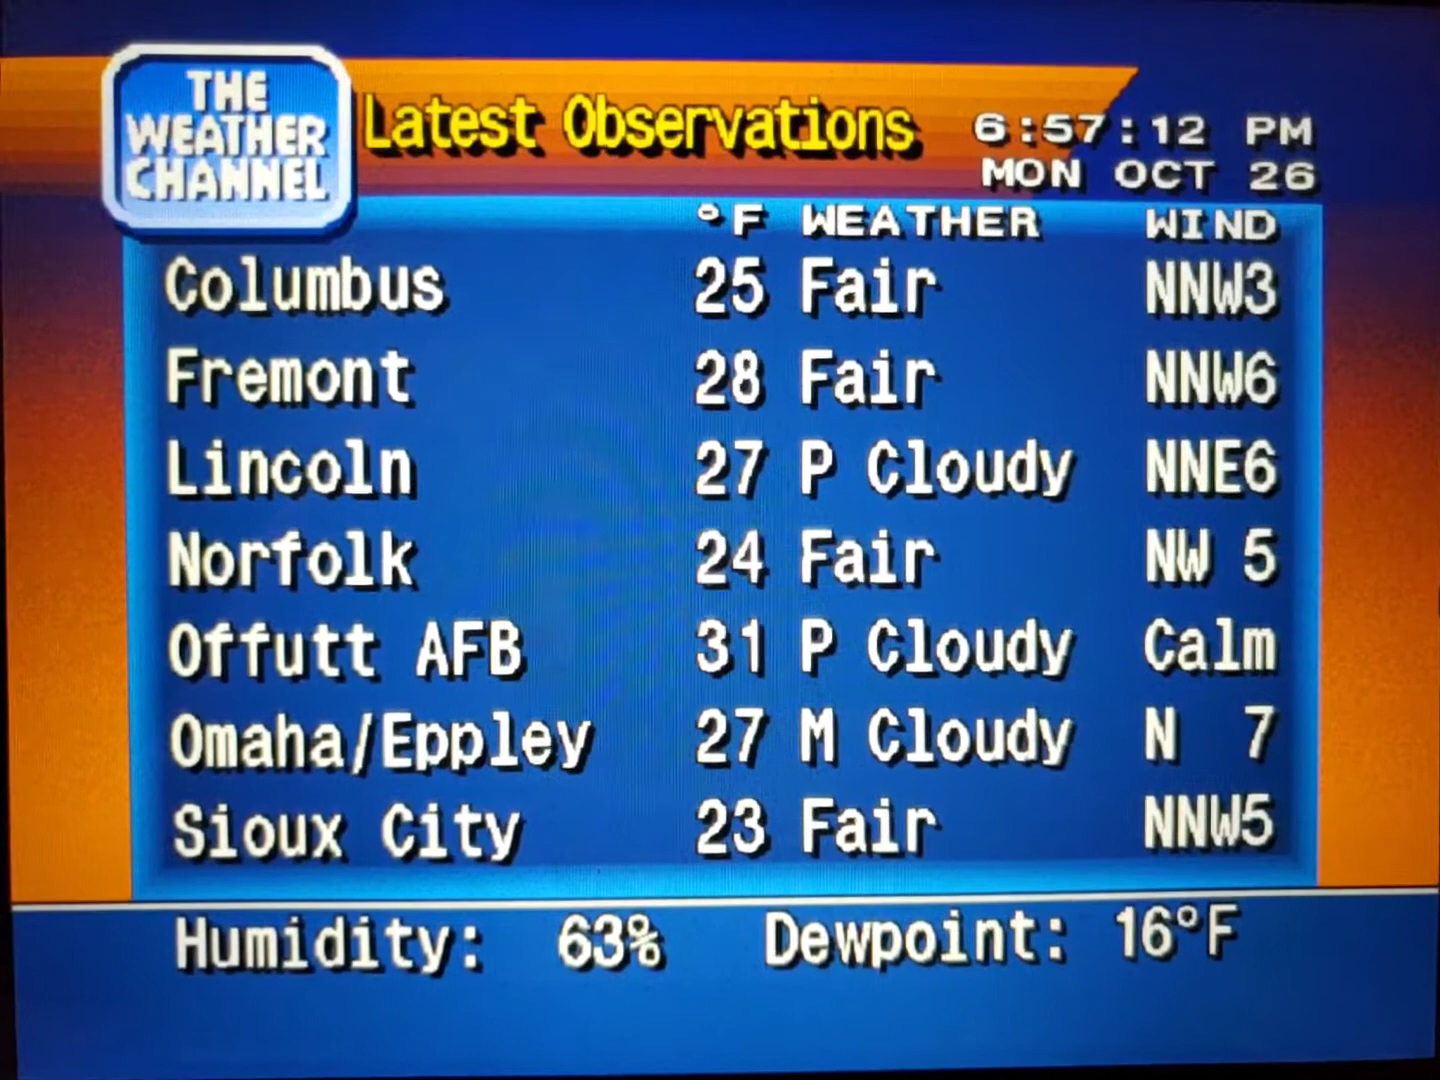 THE
WEATHER
CHANNEL
Latest Observations
6:57:12 PM
MON OCT 26
°F WEATHER WIND
Columbus 25 Fair NNW3
Fremont 28 Fair NNW6
Lincoln 27 P Cloudy NNE6
Norfolk 24 Fair NW 5
Offutt AFB 31 P Cloudy Calm
Omaha/Eppley 27 M Cloudy N 7
Sioux City 23 Fair NNW5
Humidity: 63% Dewpoint: 16°F